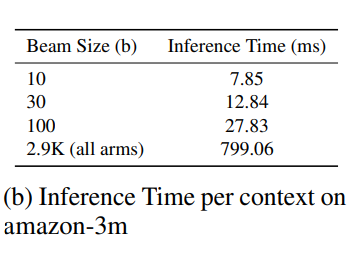 Beam Size (b) Inference Time (ms)
10 7.85
30 12.84
100 27.83
2.9K (all arms) 799.06
(b) Inference Time per context on
amazon-3m